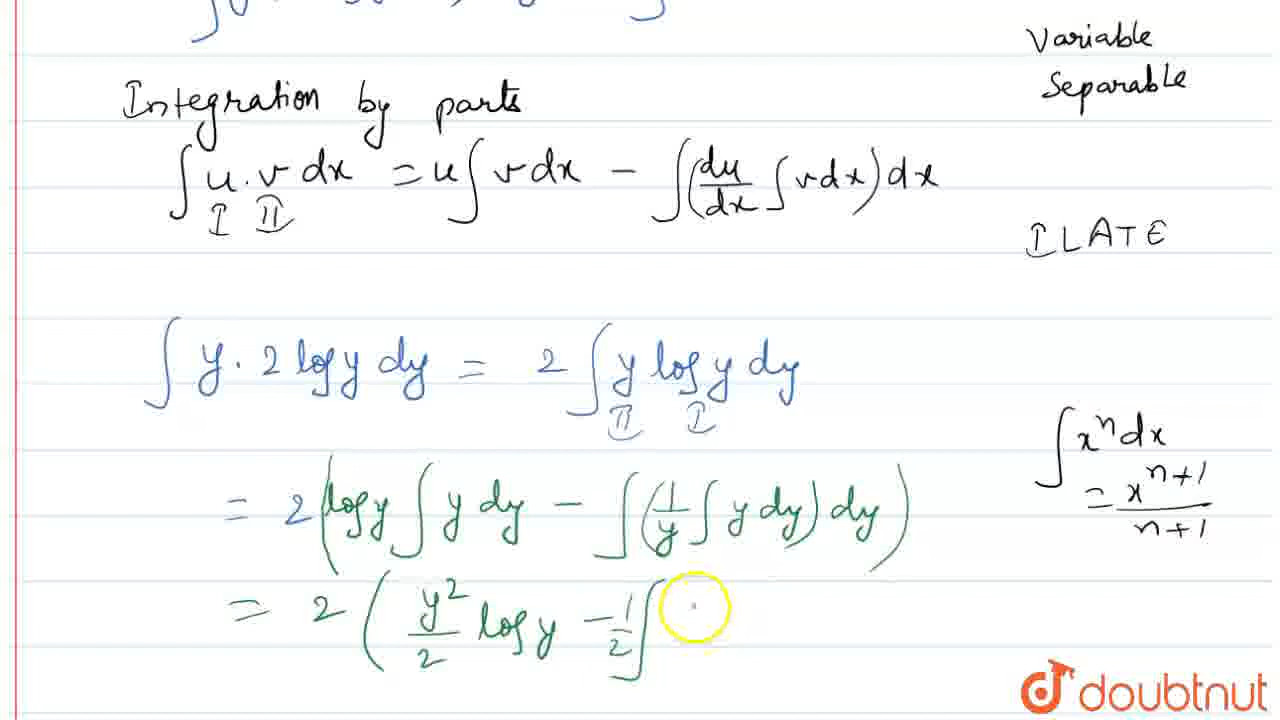 Variable
Separable
Integration by parts
∫ u . v dx = u ∫ v dx - ∫ (du/dx ∫ v dx) dx
I II
ILATE
∫ y . 2 log y dy = 2 ∫ y log y dy
II I
∫ x^n dx
= x^(n+1)/(n+1)
= 2 (log y ∫ y dy - ∫ (1/y ∫ y dy) dy)
= 2 ( y^2/2 log y - 1/2 ∫
doubtnut